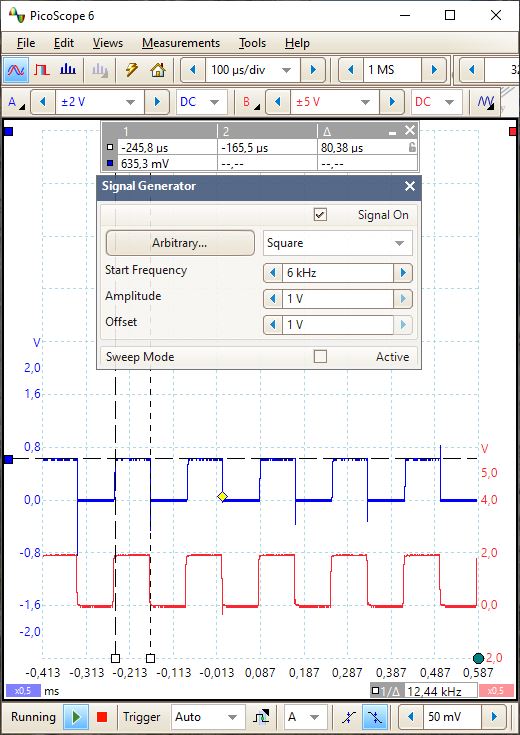 PicoScope 6
File Edit Views Measurements Tools Help
100 µs/div 1 MS 32
A ±2 V DC B ±5 V DC
1 2 Δ
-245,8 µs -165,5 µs 80,38 µs
635,3 mV --,-- --,--
Signal Generator
Signal On
Arbitrary... Square
Start Frequency 6 kHz
Amplitude 1 V
Offset 1 V
Sweep Mode Active
V
2,0
1,6
0,8
0,0
-0,8
-1,6
-2,0
V
5,0
4,0
2,0
0,0
2,0
-0,413 -0,313 -0,213 -0,113 -0,013 0,087 0,187 0,287 0,387 0,487 0,587
x0,5 ms 1/Δ 12,44 kHz x0,5
Running Trigger Auto A 50 mV